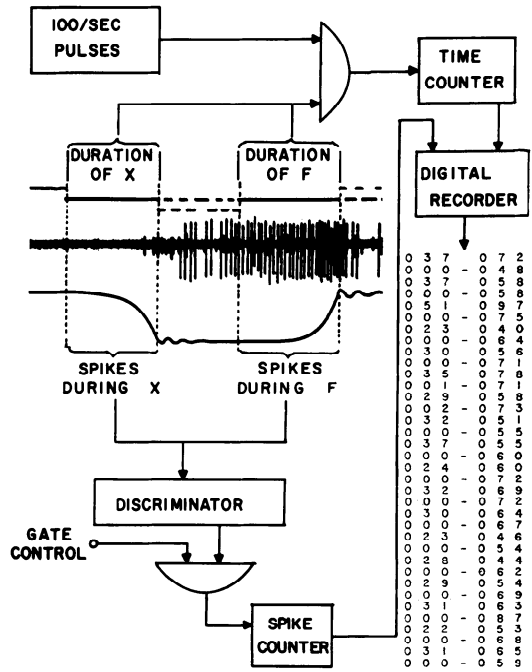 100/SEC
PULSES
TIME
COUNTER
DURATION
OF X
DURATION
OF F
DIGITAL
RECORDER
SPIKES
DURING X
SPIKES
DURING F
DISCRIMINATOR
GATE
CONTROL
SPIKE
COUNTER
0 3 7 - 0 7 2
0 0 0 - 0 4 8
0 3 7 - 0 5 8
0 0 0 - 0 5 8
0 5 1 - 0 9 7
0 0 0 - 0 7 5
0 2 3 - 0 4 0
0 0 0 - 0 6 4
0 3 0 - 0 5 6
0 0 0 - 0 7 1
0 3 5 - 0 7 8
0 0 1 - 0 7 1
0 2 9 - 0 5 8
0 0 2 - 0 7 3
0 3 2 - 0 5 1
0 0 0 - 0 5 5
0 3 7 - 0 5 5
0 0 0 - 0 6 0
0 2 4 - 0 6 0
0 0 0 - 0 7 2
0 3 2 - 0 6 9
0 0 0 - 0 7 2
0 3 0 - 0 6 4
0 0 0 - 0 6 7
0 2 3 - 0 4 6
0 0 0 - 0 5 4
0 2 8 - 0 4 4
0 0 0 - 0 6 2
0 2 9 - 0 5 4
0 0 0 - 0 6 9
0 3 1 - 0 6 3
0 0 0 - 0 8 7
0 2 2 - 0 5 3
0 0 0 - 0 6 8
0 3 1 - 0 6 5
0 0 0 - 0 5 0